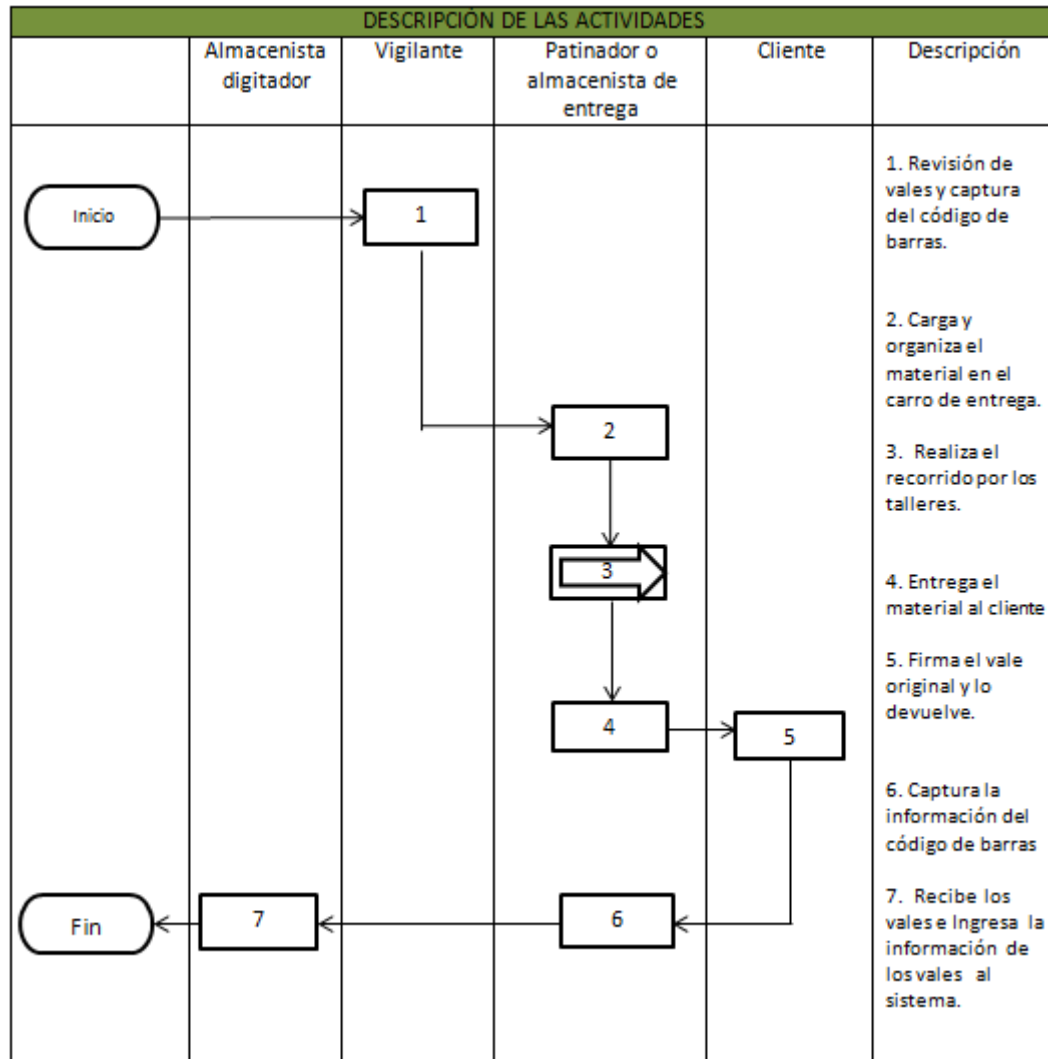 DESCRIPCIÓN DE LAS ACTIVIDADES
Almacenista
digitador
Vigilante
Patinador o
almacenista de
entrega
Cliente
Descripción
Inicio
1
2
3
4
5
6
7
Fin
1. Revisión de
vales y captura
del código de
barras.
2. Carga y
organiza el
material en el
carro de entrega.
3. Realiza el
recorrido por los
talleres.
4. Entrega el
material al cliente
5. Firma el vale
original y lo
devuelve.
6. Captura la
información del
código de barras
7. Recibe los
vales e Ingresa la
información de
los vales al
sistema.